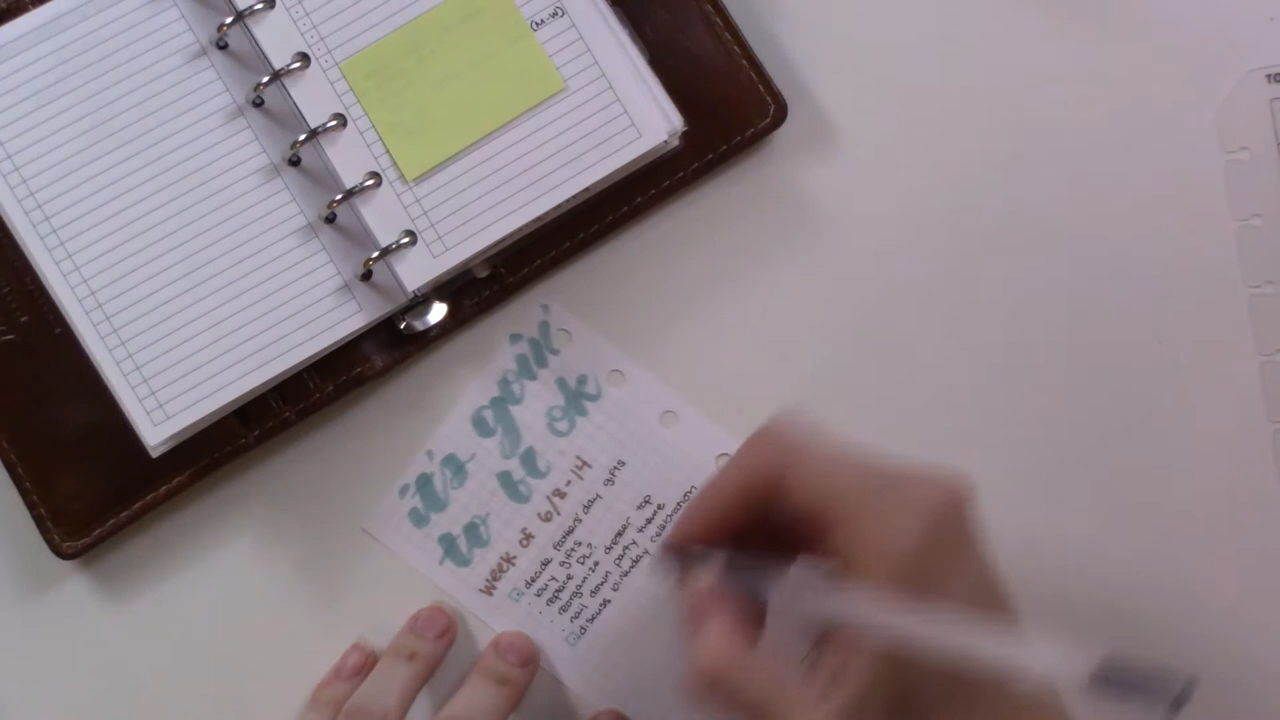 (M-W)
it's goin'
to be ok
week of 6/8-14
decide fathers' day gifts
· buy gifts
· replace DL?
· reorganize dresser top
· nail down party theme
discuss birthday celebration
TO